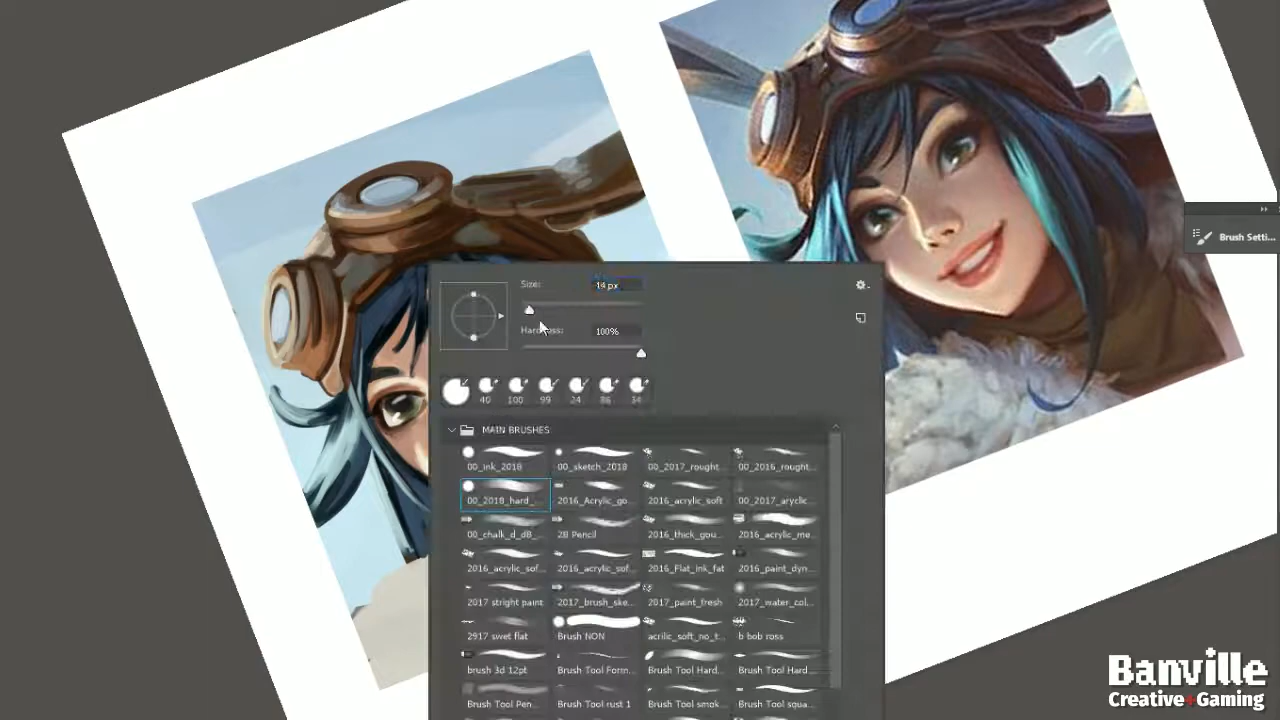 Size: 14 px
Hardness: 100%
40 100 99 24 86 34
MAIN BRUSHES
00_ink_2018 00_sketch_2018 00_2017_rought... 00_2016_rought...
00_2018_hard_... 2016_Acrylic_go... 2016_acrylic_soft 00_2017_aryclic...
00_chalk_d_d8_... 2B Pencil 2016_thick_gou... 2016_acrylic_me...
2016_acrylic_sof... 2016_acrylic_sof... 2016_Flat_ink_fat 2016_paint_dyn...
2017 stright paint 2017_brush_ske... 2017_paint_fresh 2017_water_col...
2917 swet flat Brush NON acrilic_soft_no_t... b bob ross
brush 3d 12pt Brush Tool Form... Brush Tool Hard... Brush Tool Hard...
Brush Tool Pen... Brush Tool rust 1 Brush Tool smok... Brush Tool squa...
Brush Setti...
Banville
Creative+Gaming